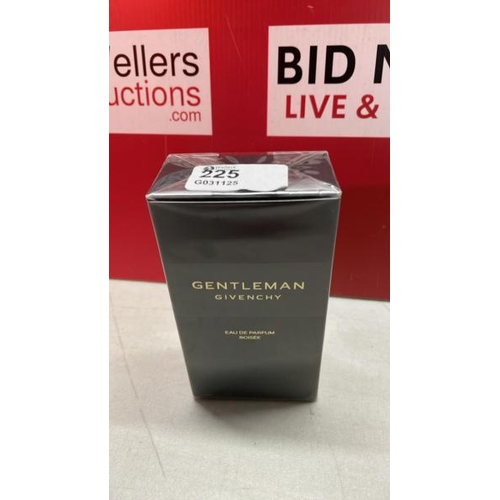 ellers
uctions
.com
BID N
LIVE &
225
G031125
GENTLEMAN
GIVENCHY
EAU DE PARFUM
BOISÉE